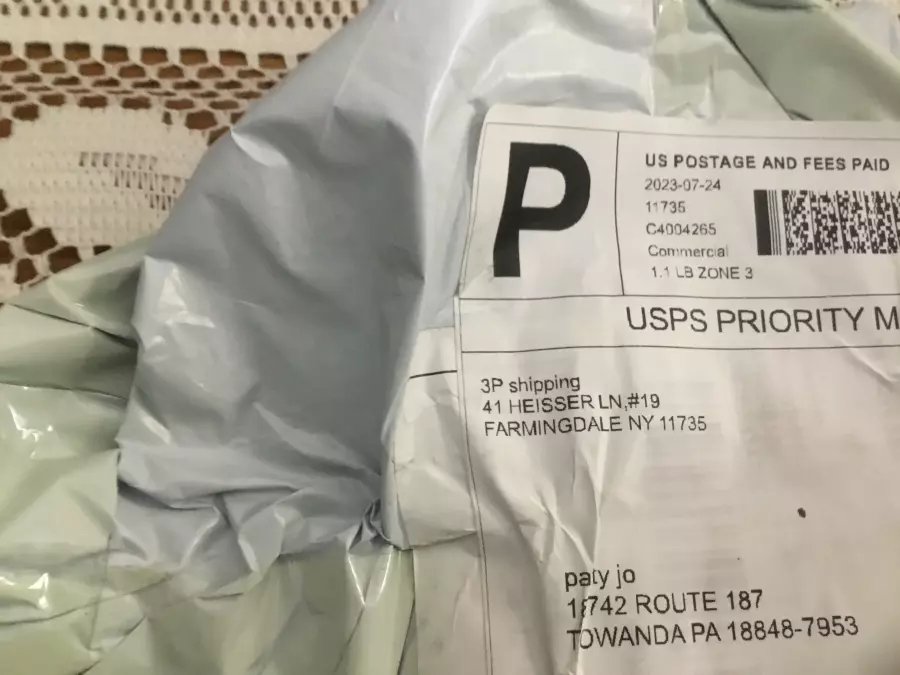 P
US POSTAGE AND FEES PAID
2023-07-24
11735
C4004265
Commercial
1.1 LB ZONE 3
USPS PRIORITY M
3P shipping
41 HEISSER LN,#19
FARMINGDALE NY 11735
paty jo
18742 ROUTE 187
TOWANDA PA 18848-7953